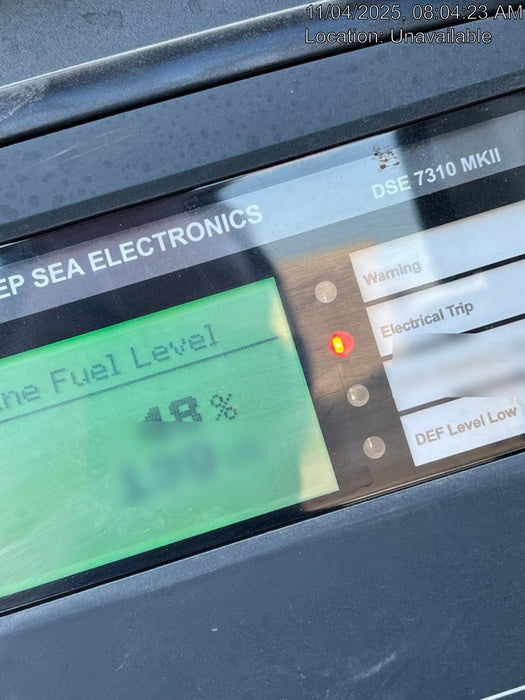 11/04/2025, 08:04:23 AM
Location: Unavailable
DSE 7310 MKII
EP SEA ELECTRONICS
Warning
Electrical Trip
DEF Level Low
ne Fuel Level
48 %